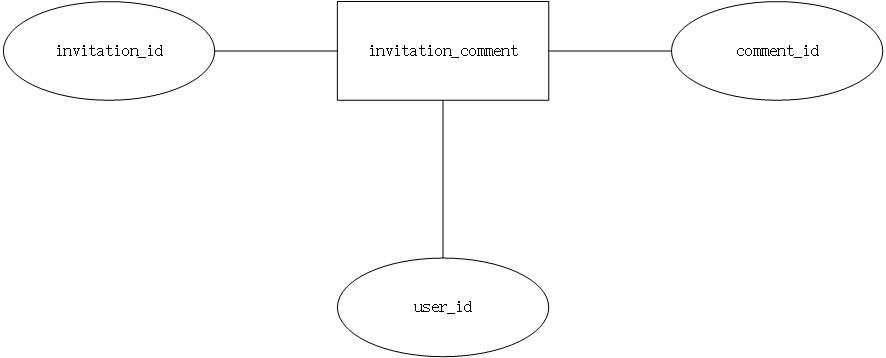 invitation_id
invitation_comment
comment_id
user_id